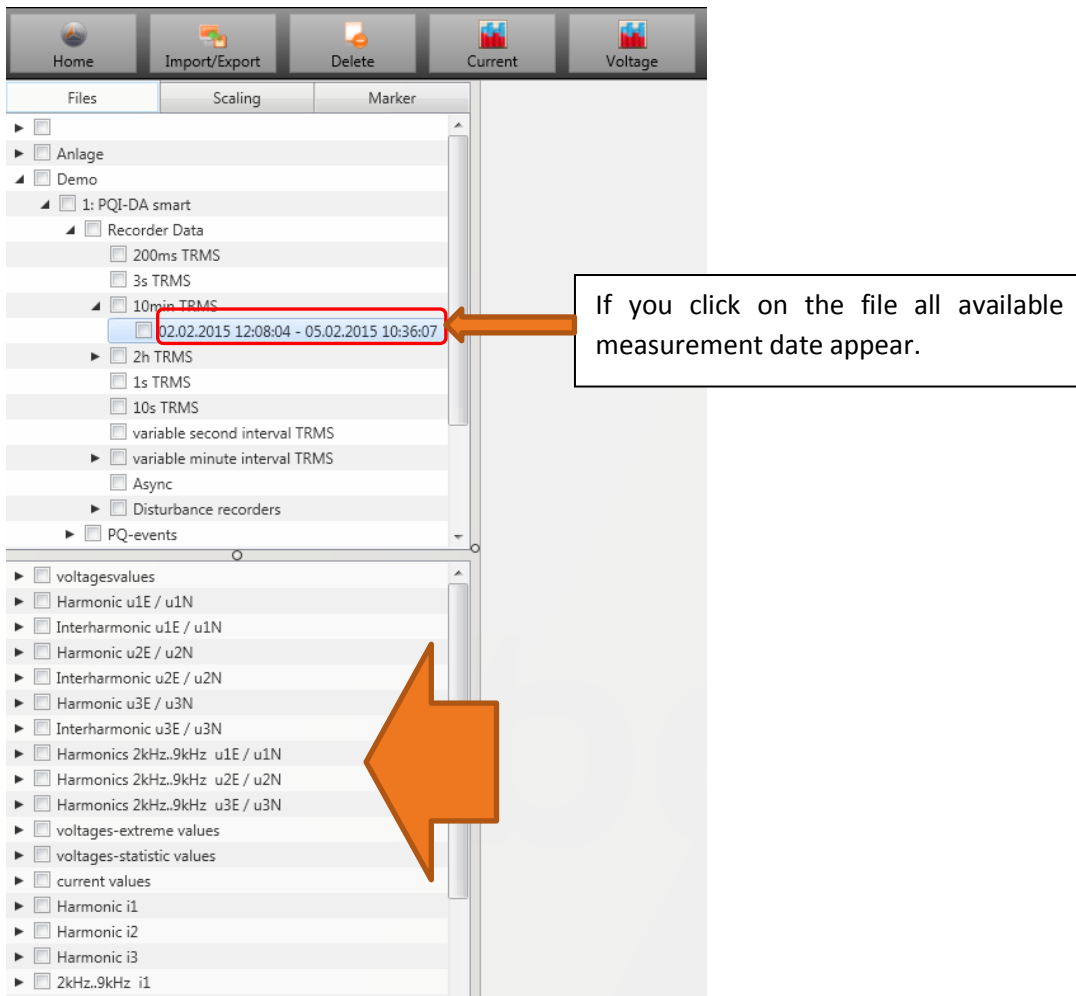 Home Import/Export Delete Current Voltage
Files Scaling Marker
Anlage
Demo
1: PQI-DA smart
Recorder Data
200ms TRMS
3s TRMS
10min TRMS
02.02.2015 12:08:04 - 05.02.2015 10:36:07
If you click on the file all available
measurement date appear.
2h TRMS
1s TRMS
10s TRMS
variable second interval TRMS
variable minute interval TRMS
Async
Disturbance recorders
PQ-events
voltagesvalues
Harmonic u1E / u1N
Interharmonic u1E / u1N
Harmonic u2E / u2N
Interharmonic u2E / u2N
Harmonic u3E / u3N
Interharmonic u3E / u3N
Harmonics 2kHz..9kHz u1E / u1N
Harmonics 2kHz..9kHz u2E / u2N
Harmonics 2kHz..9kHz u3E / u3N
voltages-extreme values
voltages-statistic values
current values
Harmonic i1
Harmonic i2
Harmonic i3
2kHz..9kHz i1